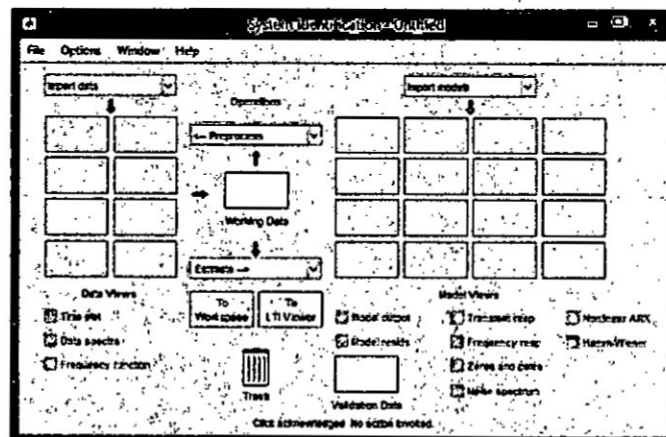 System Identification - Untitled
File Options Window Help
Import data
Operations
Import models
<-- Preprocess
Working Data
Estimate -->
Data Views
To Workspace
To LTI Viewer
Model Views
Time plot
Data spectra
Frequency function
Model output
Model resids
Transient resp
Frequency resp
Zeros and poles
Noise spectrum
Nonlinear ARX
Hamm-Wiener
Trash
Validation Data
Click acknowledged. No action invoked.